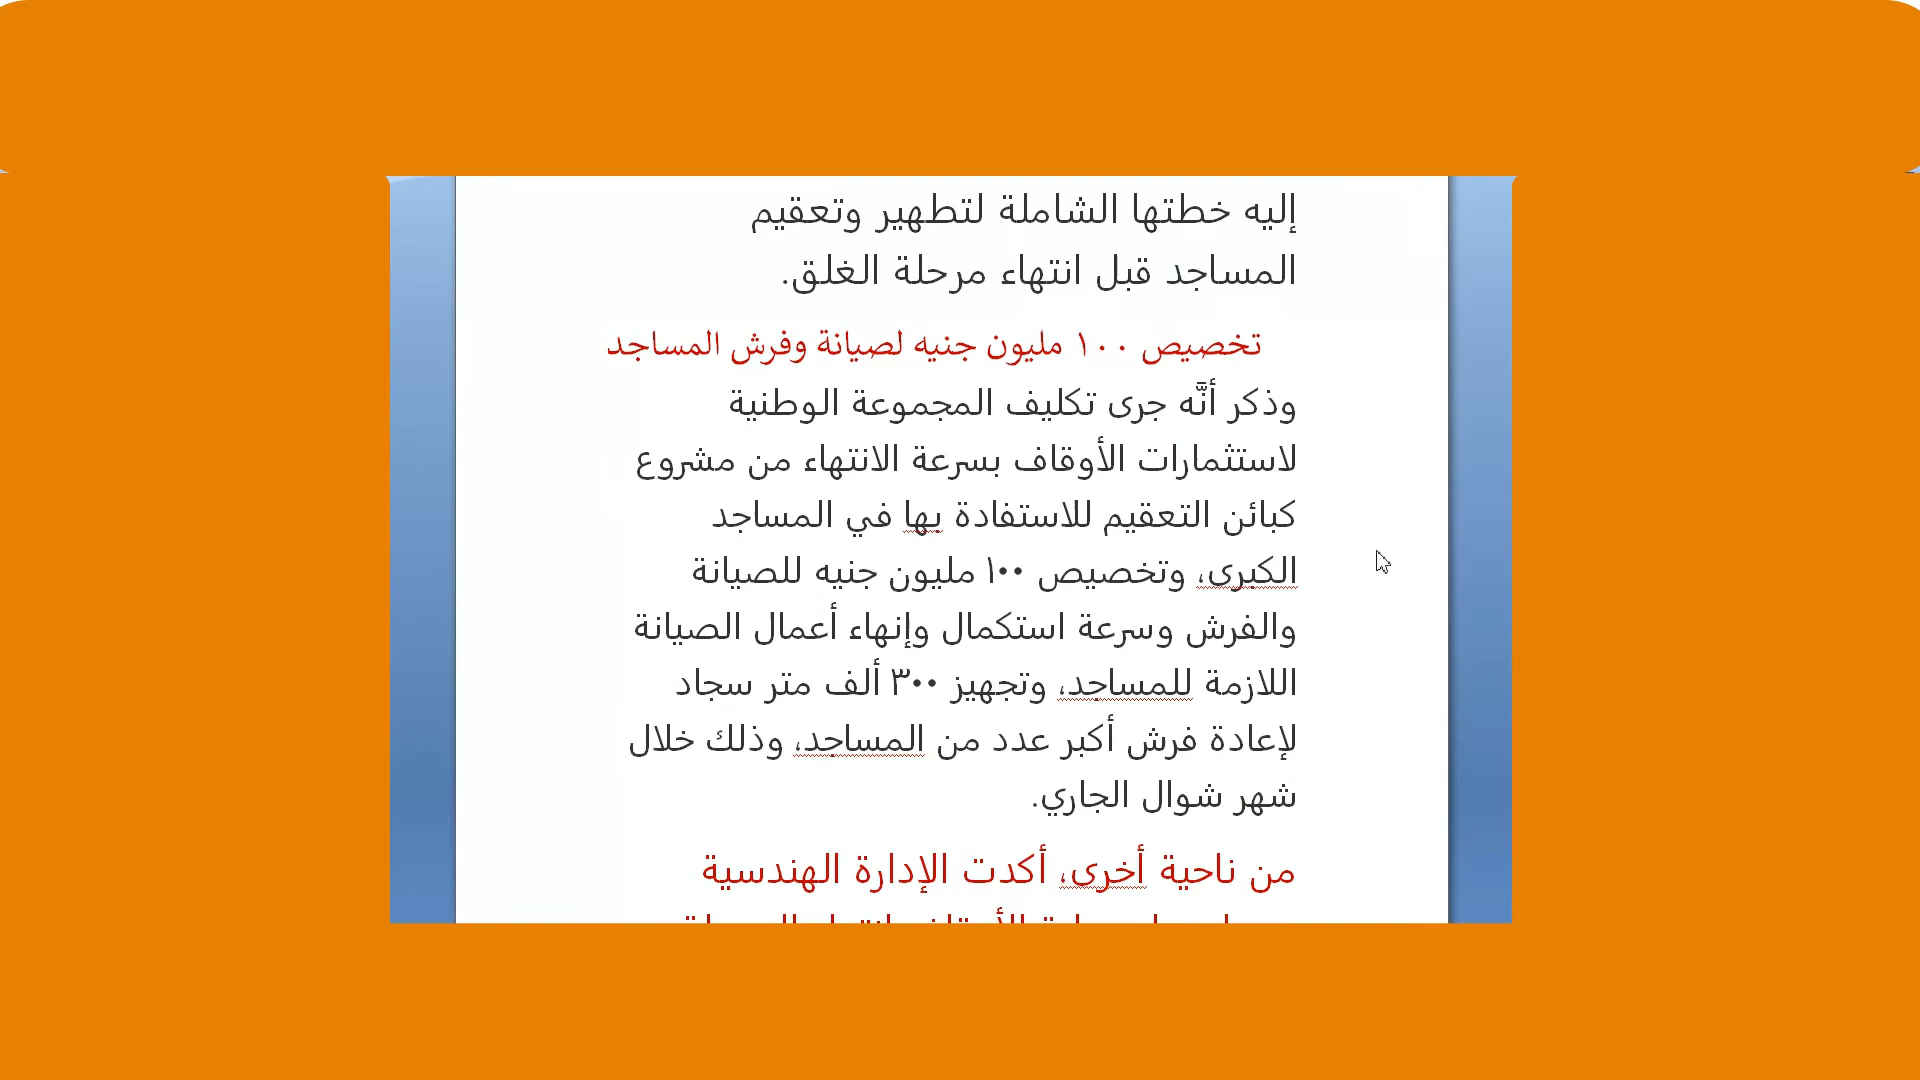 إليه خطتها الشاملة لتطهير وتعقيم
المساجد قبل انتهاء مرحلة الغلق.
تخصيص ١٠٠ مليون جنيه لصيانة وفرش المساجد
وذكر أنَّه جرى تكليف المجموعة الوطنية
لاستثمارات الأوقاف بسرعة الانتهاء من مشروع
كبائن التعقيم للاستفادة بها في المساجد
الكبرى، وتخصيص ١٠٠ مليون جنيه للصيانة
والفرش وسرعة استكمال وإنهاء أعمال الصيانة
اللازمة للمساجد، وتجهيز ٣٠٠ ألف متر سجاد
لإعادة فرش أكبر عدد من المساجد، وذلك خلال
شهر شوال الجاري.
من ناحية أخرى، أكدت الإدارة الهندسية